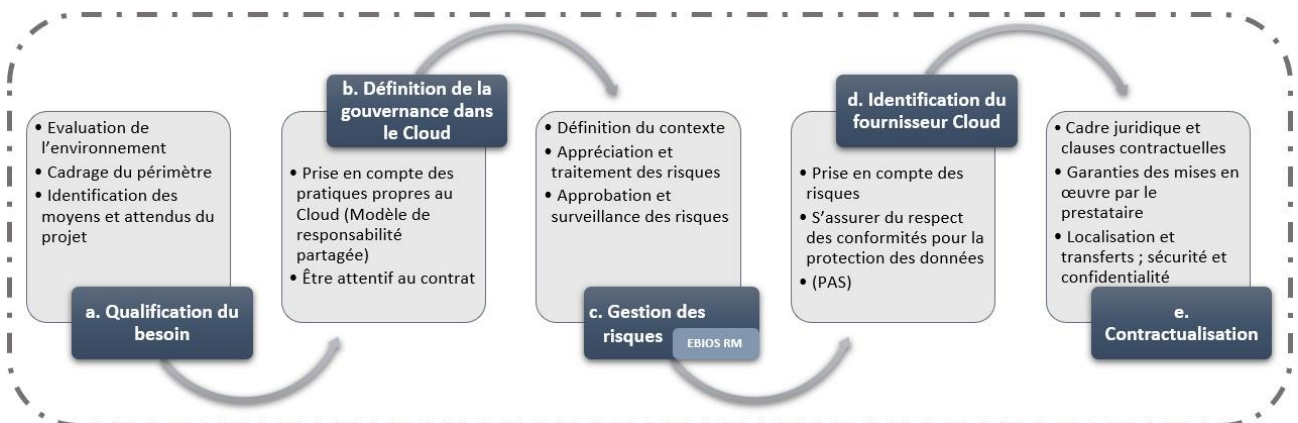 • Evaluation de
l'environnement
• Cadrage du périmètre
• Identification des
moyens et attendus du
projet
a. Qualification du
besoin
b. Définition de la
gouvernance dans
le Cloud
• Prise en compte des
pratiques propres au
Cloud (Modèle de
responsabilité
partagée)
• Être attentif au contrat
• Définition du contexte
• Appréciation et
traitement des risques
• Approbation et
surveillance des risques
c. Gestion des
risques
EBIOS RM
d. Identification du
fournisseur Cloud
• Prise en compte des
risques
• S'assurer du respect
des conformités pour la
protection des données
• (PAS)
• Cadre juridique et
clauses contractuelles
• Garanties des mises en
œuvre par le
prestataire
• Localisation et
transferts ; sécurité et
confidentialité
e.
Contractualisation